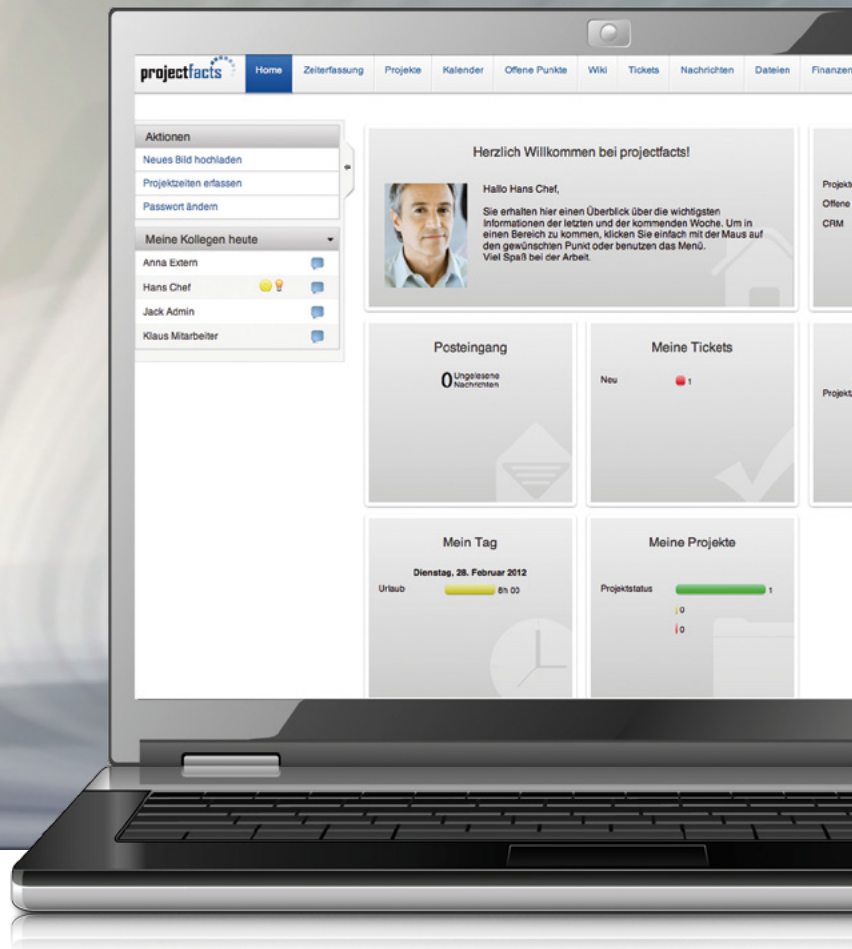 projectfacts
Home
Zeiterfassung
Projekte
Kalender
Offene Punkte
Wiki
Tickets
Nachrichten
Dateien
Finanzen
Aktionen
Neues Bild hochladen
Projektzeiten erfassen
Passwort ändern
Meine Kollegen heute
Anna Extern
Hans Chef
Jack Admin
Klaus Mitarbeiter
Herzlich Willkommen bei projectfacts!
Hallo Hans Chef,
Sie erhalten hier einen Überblick über die wichtigsten
Informationen der letzten und der kommenden Woche. Um in
einen Bereich zu kommen, klicken Sie einfach mit der Maus auf
den gewünschten Punkt oder benutzen das Menü.
Viel Spaß bei der Arbeit.
Projekt
Offene
CRM
Posteingang
0 Ungelesene
Nachrichten
Meine Tickets
Neu 1
Projekt
Mein Tag
Dienstag, 28. Februar 2012
Urlaub 8h 00
Meine Projekte
Projektstatus 1
0
0